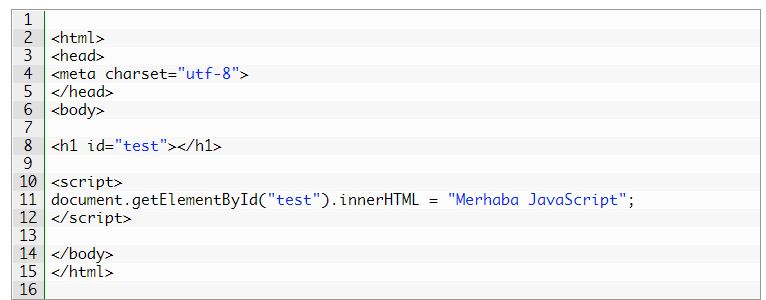 1
2 <html>
3 <head>
4 <meta charset="utf-8">
5 </head>
6 <body>
7
8 <h1 id="test"></h1>
9
10 <script>
11 document.getElementById("test").innerHTML = "Merhaba JavaScript";
12 </script>
13
14 </body>
15 </html>
16